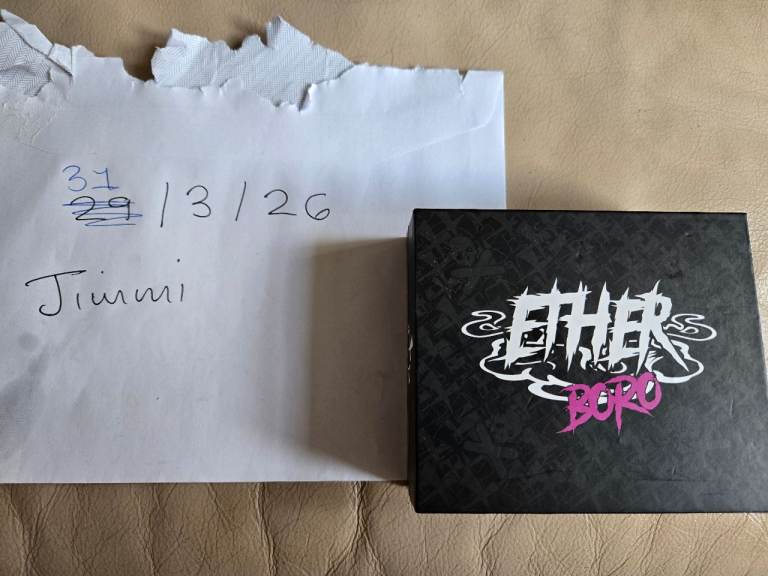 31
29 / 3 / 26
Jimmi
ETHER
BORO